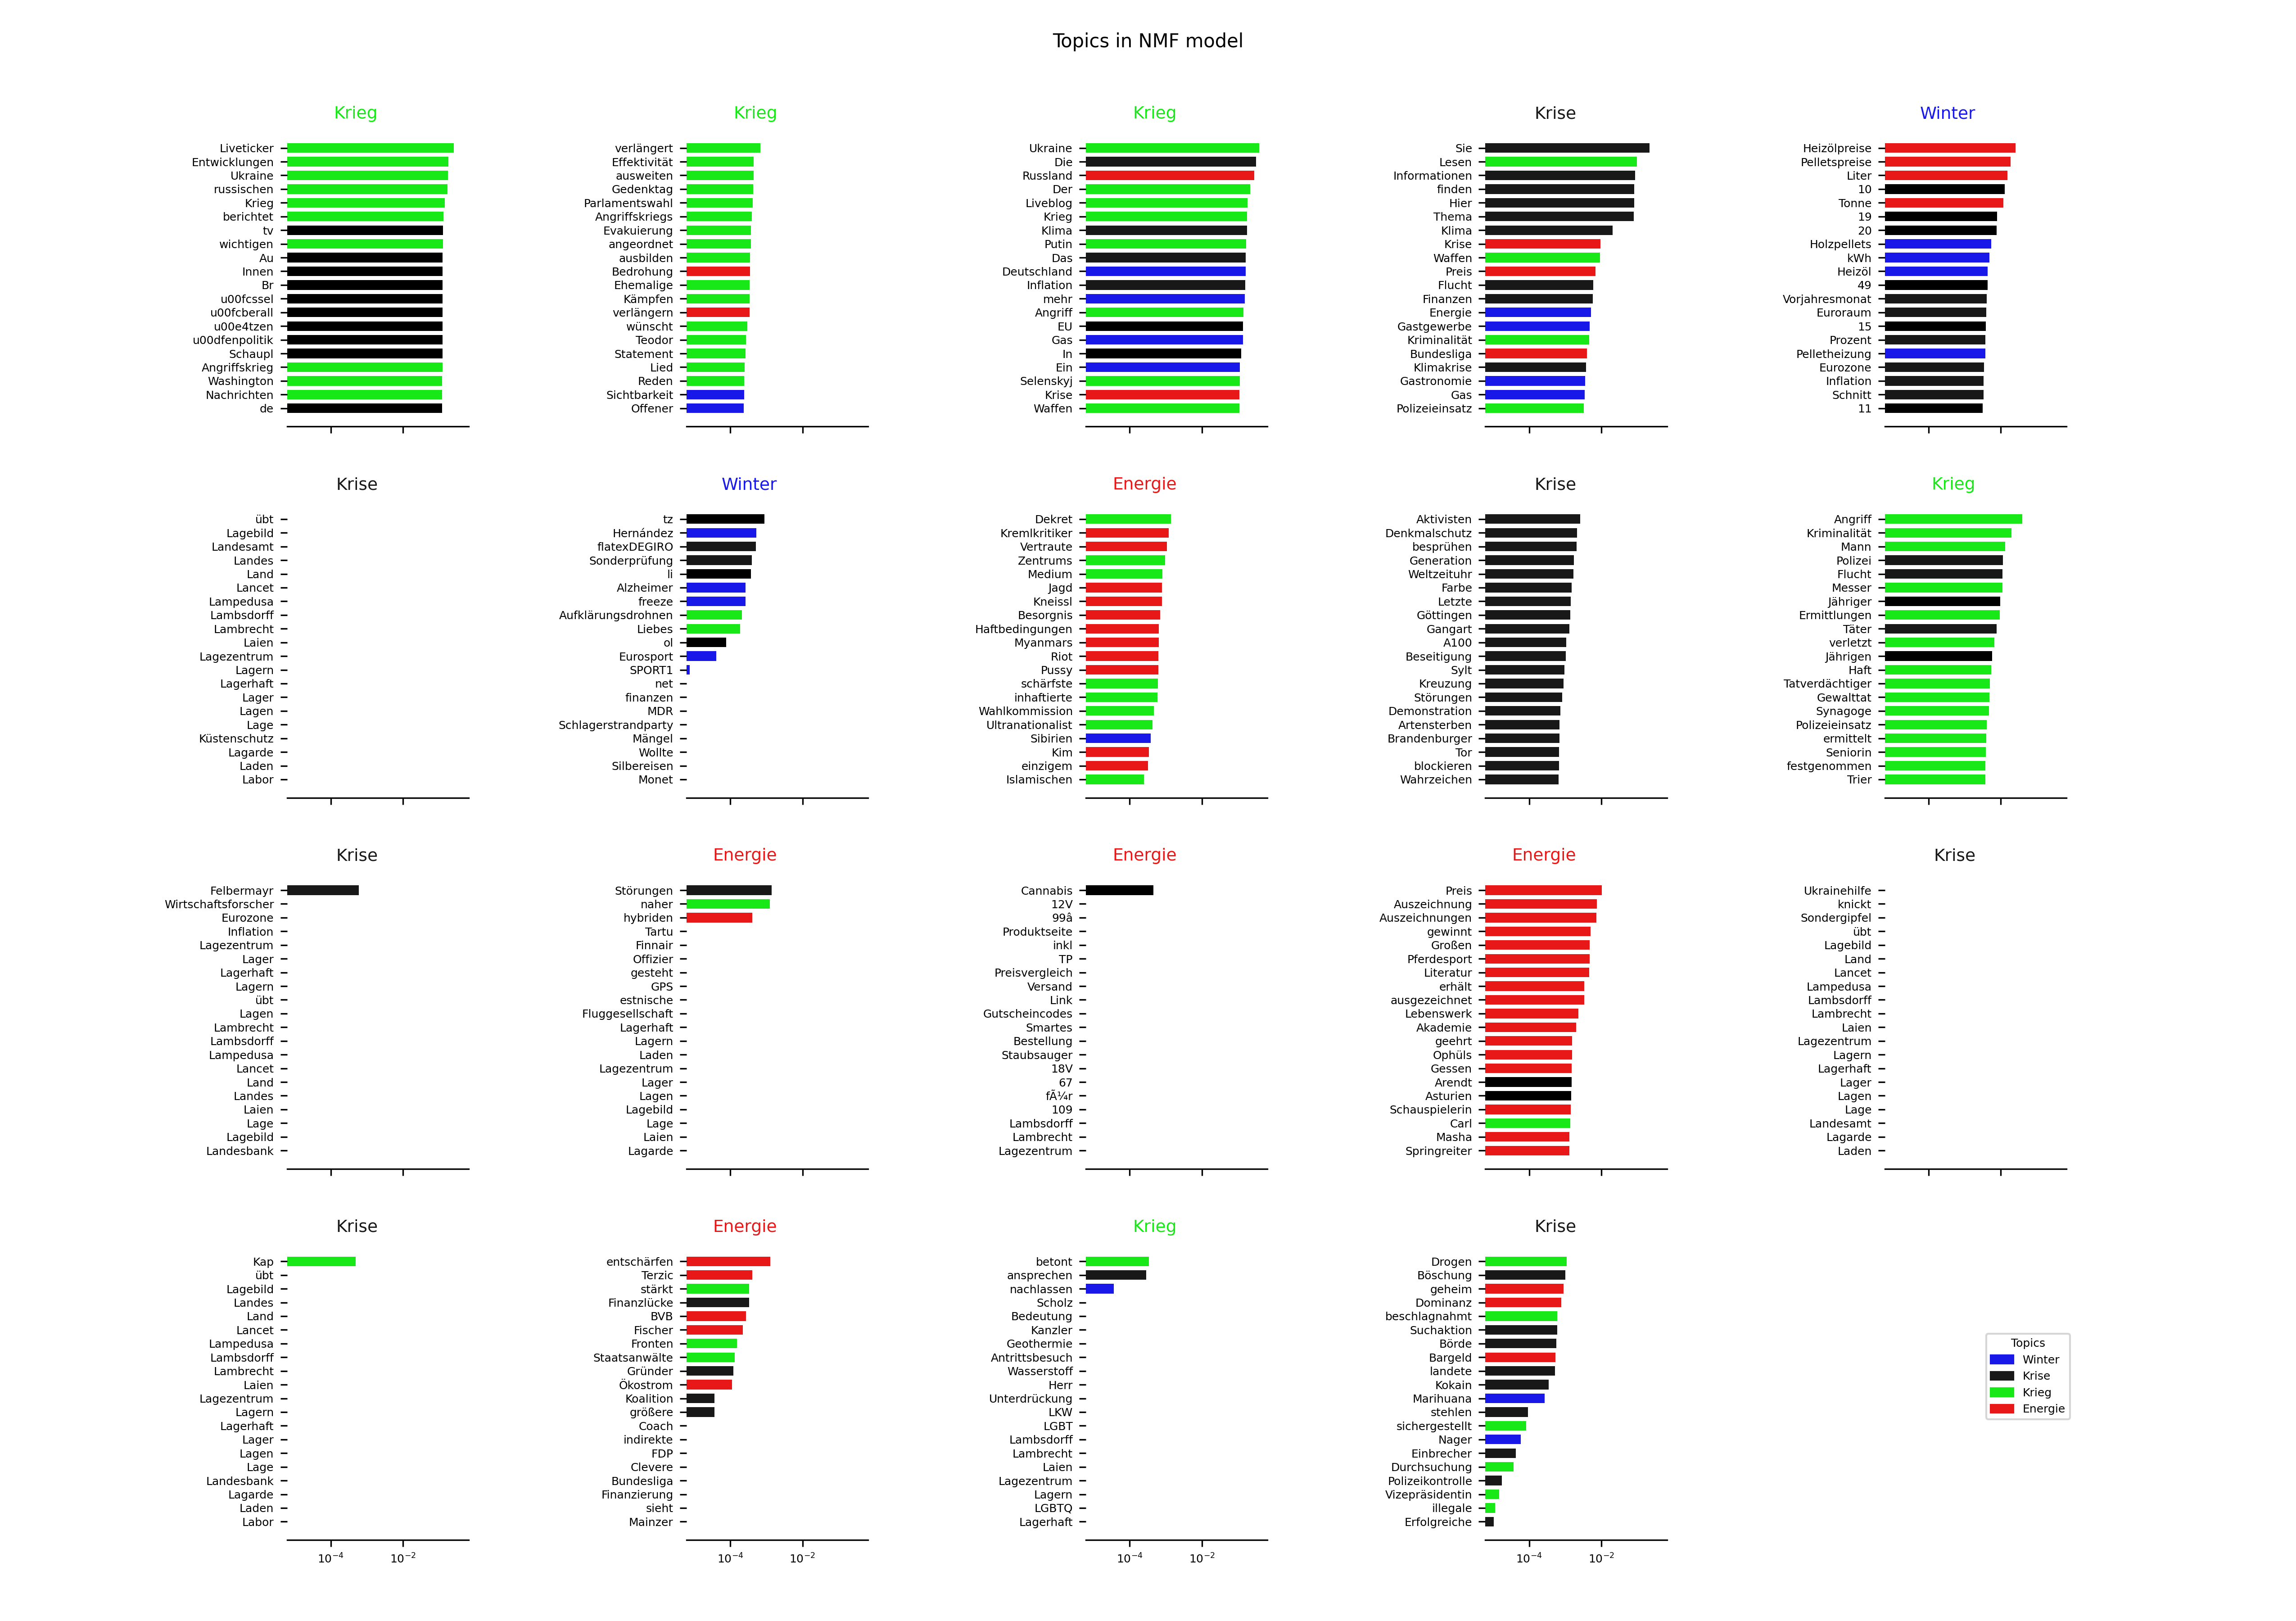 Topics in NMF model
Krieg
Liveticker
Entwicklungen
Ukraine
russischen
Krieg
berichtet
tv
wichtigen
Au
Innen
Br
u00fcssel
u00fcberall
u00e4tzen
u00dfenpolitik
Schaupl
Angriffskrieg
Washington
Nachrichten
de
Krieg
verlängert
Effektivität
ausweiten
Gedenktag
Parlamentswahl
Angriffskriegs
Evakuierung
angeordnet
ausbilden
Bedrohung
Ehemalige
Kämpfen
verlängern
wünscht
Teodor
Statement
Lied
Reden
Sichtbarkeit
Offener
Krieg
Ukraine
Die
Russland
Der
Liveblog
Krieg
Klima
Putin
Das
Deutschland
Inflation
mehr
Angriff
EU
Gas
In
Ein
Selenskyj
Krise
Waffen
Krise
Sie
Lesen
Informationen
finden
Hier
Thema
Klima
Krise
Waffen
Preis
Flucht
Finanzen
Energie
Gastgewerbe
Kriminalität
Bundesliga
Klimakrise
Gastronomie
Gas
Polizeieinsatz
Winter
Heizölpreise
Pelletspreise
Liter
10
Tonne
19
20
Holzpellets
kWh
Heizöl
49
Vorjahresmonat
Euroraum
15
Prozent
Pelletheizung
Eurozone
Inflation
Schnitt
11
Krise
übt
Lagebild
Landesamt
Landes
Land
Lancet
Lampedusa
Lambsdorff
Lambrecht
Laien
Lagezentrum
Lagern
Lagerhaft
Lager
Lagen
Lage
Küstenschutz
Lagarde
Laden
Labor
Winter
tz
Hernández
flatexDEGIRO
Sonderprüfung
li
Alzheimer
freeze
Aufklärungsdrohnen
Liebes
ol
Eurosport
SPORT1
net
finanzen
MDR
Schlagerstrandparty
Mängel
Wollte
Silbereisen
Monet
Energie
Dekret
Kremlkritiker
Vertraute
Zentrums
Medium
Jagd
Kneissl
Besorgnis
Haftbedingungen
Myanmars
Riot
Pussy
schärfste
inhaftierte
Wahlkommission
Ultranationalist
Sibirien
Kim
einzigem
Islamischen
Krise
Aktivisten
Denkmalschutz
besprühen
Generation
Weltzeituhr
Farbe
Letzte
Göttingen
Gangart
A100
Beseitigung
Sylt
Kreuzung
Störungen
Demonstration
Artensterben
Brandenburger
Tor
blockieren
Wahrzeichen
Krieg
Angriff
Kriminalität
Mann
Polizei
Flucht
Messer
Jähriger
Ermittlungen
Täter
verletzt
Jährigen
Haft
Tatverdächtiger
Gewalttat
Synagoge
Polizeieinsatz
ermittelt
Seniorin
festgenommen
Trier
Krise
Felbermayr
Wirtschaftsforscher
Eurozone
Inflation
Lagezentrum
Lager
Lagerhaft
Lagern
übt
Lagen
Lambrecht
Lambsdorff
Lampedusa
Lancet
Land
Landes
Laien
Lage
Lagebild
Landesbank
Energie
Störungen
naher
hybriden
Tartu
Finnair
Offizier
gesteht
GPS
estnische
Fluggesellschaft
Lagerhaft
Lagern
Laden
Lagezentrum
Lager
Lagen
Lagebild
Lage
Laien
Lagarde
Energie
Cannabis
12V
99â
Produktseite
inkl
TP
Preisvergleich
Versand
Link
Gutscheincodes
Smartes
Bestellung
Staubsauger
18V
67
fÃ¼r
109
Lambsdorff
Lambrecht
Lagezentrum
Energie
Preis
Auszeichnung
Auszeichnungen
gewinnt
Großen
Pferdesport
Literatur
erhält
ausgezeichnet
Lebenswerk
Akademie
geehrt
Ophüls
Gessen
Arendt
Asturien
Schauspielerin
Carl
Masha
Springreiter
Krise
Ukrainehilfe
knickt
Sondergipfel
übt
Lagebild
Land
Lancet
Lampedusa
Lambsdorff
Lambrecht
Laien
Lagezentrum
Lagern
Lagerhaft
Lager
Lagen
Lage
Landesamt
Lagarde
Laden
Krise
Kap
übt
Lagebild
Landes
Land
Lancet
Lampedusa
Lambsdorff
Lambrecht
Laien
Lagezentrum
Lagern
Lagerhaft
Lager
Lagen
Lage
Landesbank
Lagarde
Laden
Labor
10⁻⁴ 10⁻²
Energie
entschärfen
Terzic
stärkt
Finanzlücke
BVB
Fischer
Fronten
Staatsanwälte
Gründer
Ökostrom
Koalition
größere
Coach
indirekte
FDP
Clevere
Bundesliga
Finanzierung
sieht
Mainzer
10⁻⁴ 10⁻²
Krieg
betont
ansprechen
nachlassen
Scholz
Bedeutung
Kanzler
Geothermie
Antrittsbesuch
Wasserstoff
Herr
Unterdrückung
LKW
LGBT
Lambsdorff
Lambrecht
Laien
Lagezentrum
Lagern
LGBTQ
Lagerhaft
10⁻⁴ 10⁻²
Krise
Drogen
Böschung
geheim
Dominanz
beschlagnahmt
Suchaktion
Börde
Bargeld
landete
Kokain
Marihuana
stehlen
sichergestellt
Nager
Einbrecher
Durchsuchung
Polizeikontrolle
Vizepräsidentin
illegale
Erfolgreiche
10⁻⁴ 10⁻²
Topics
Winter
Krise
Krieg
Energie